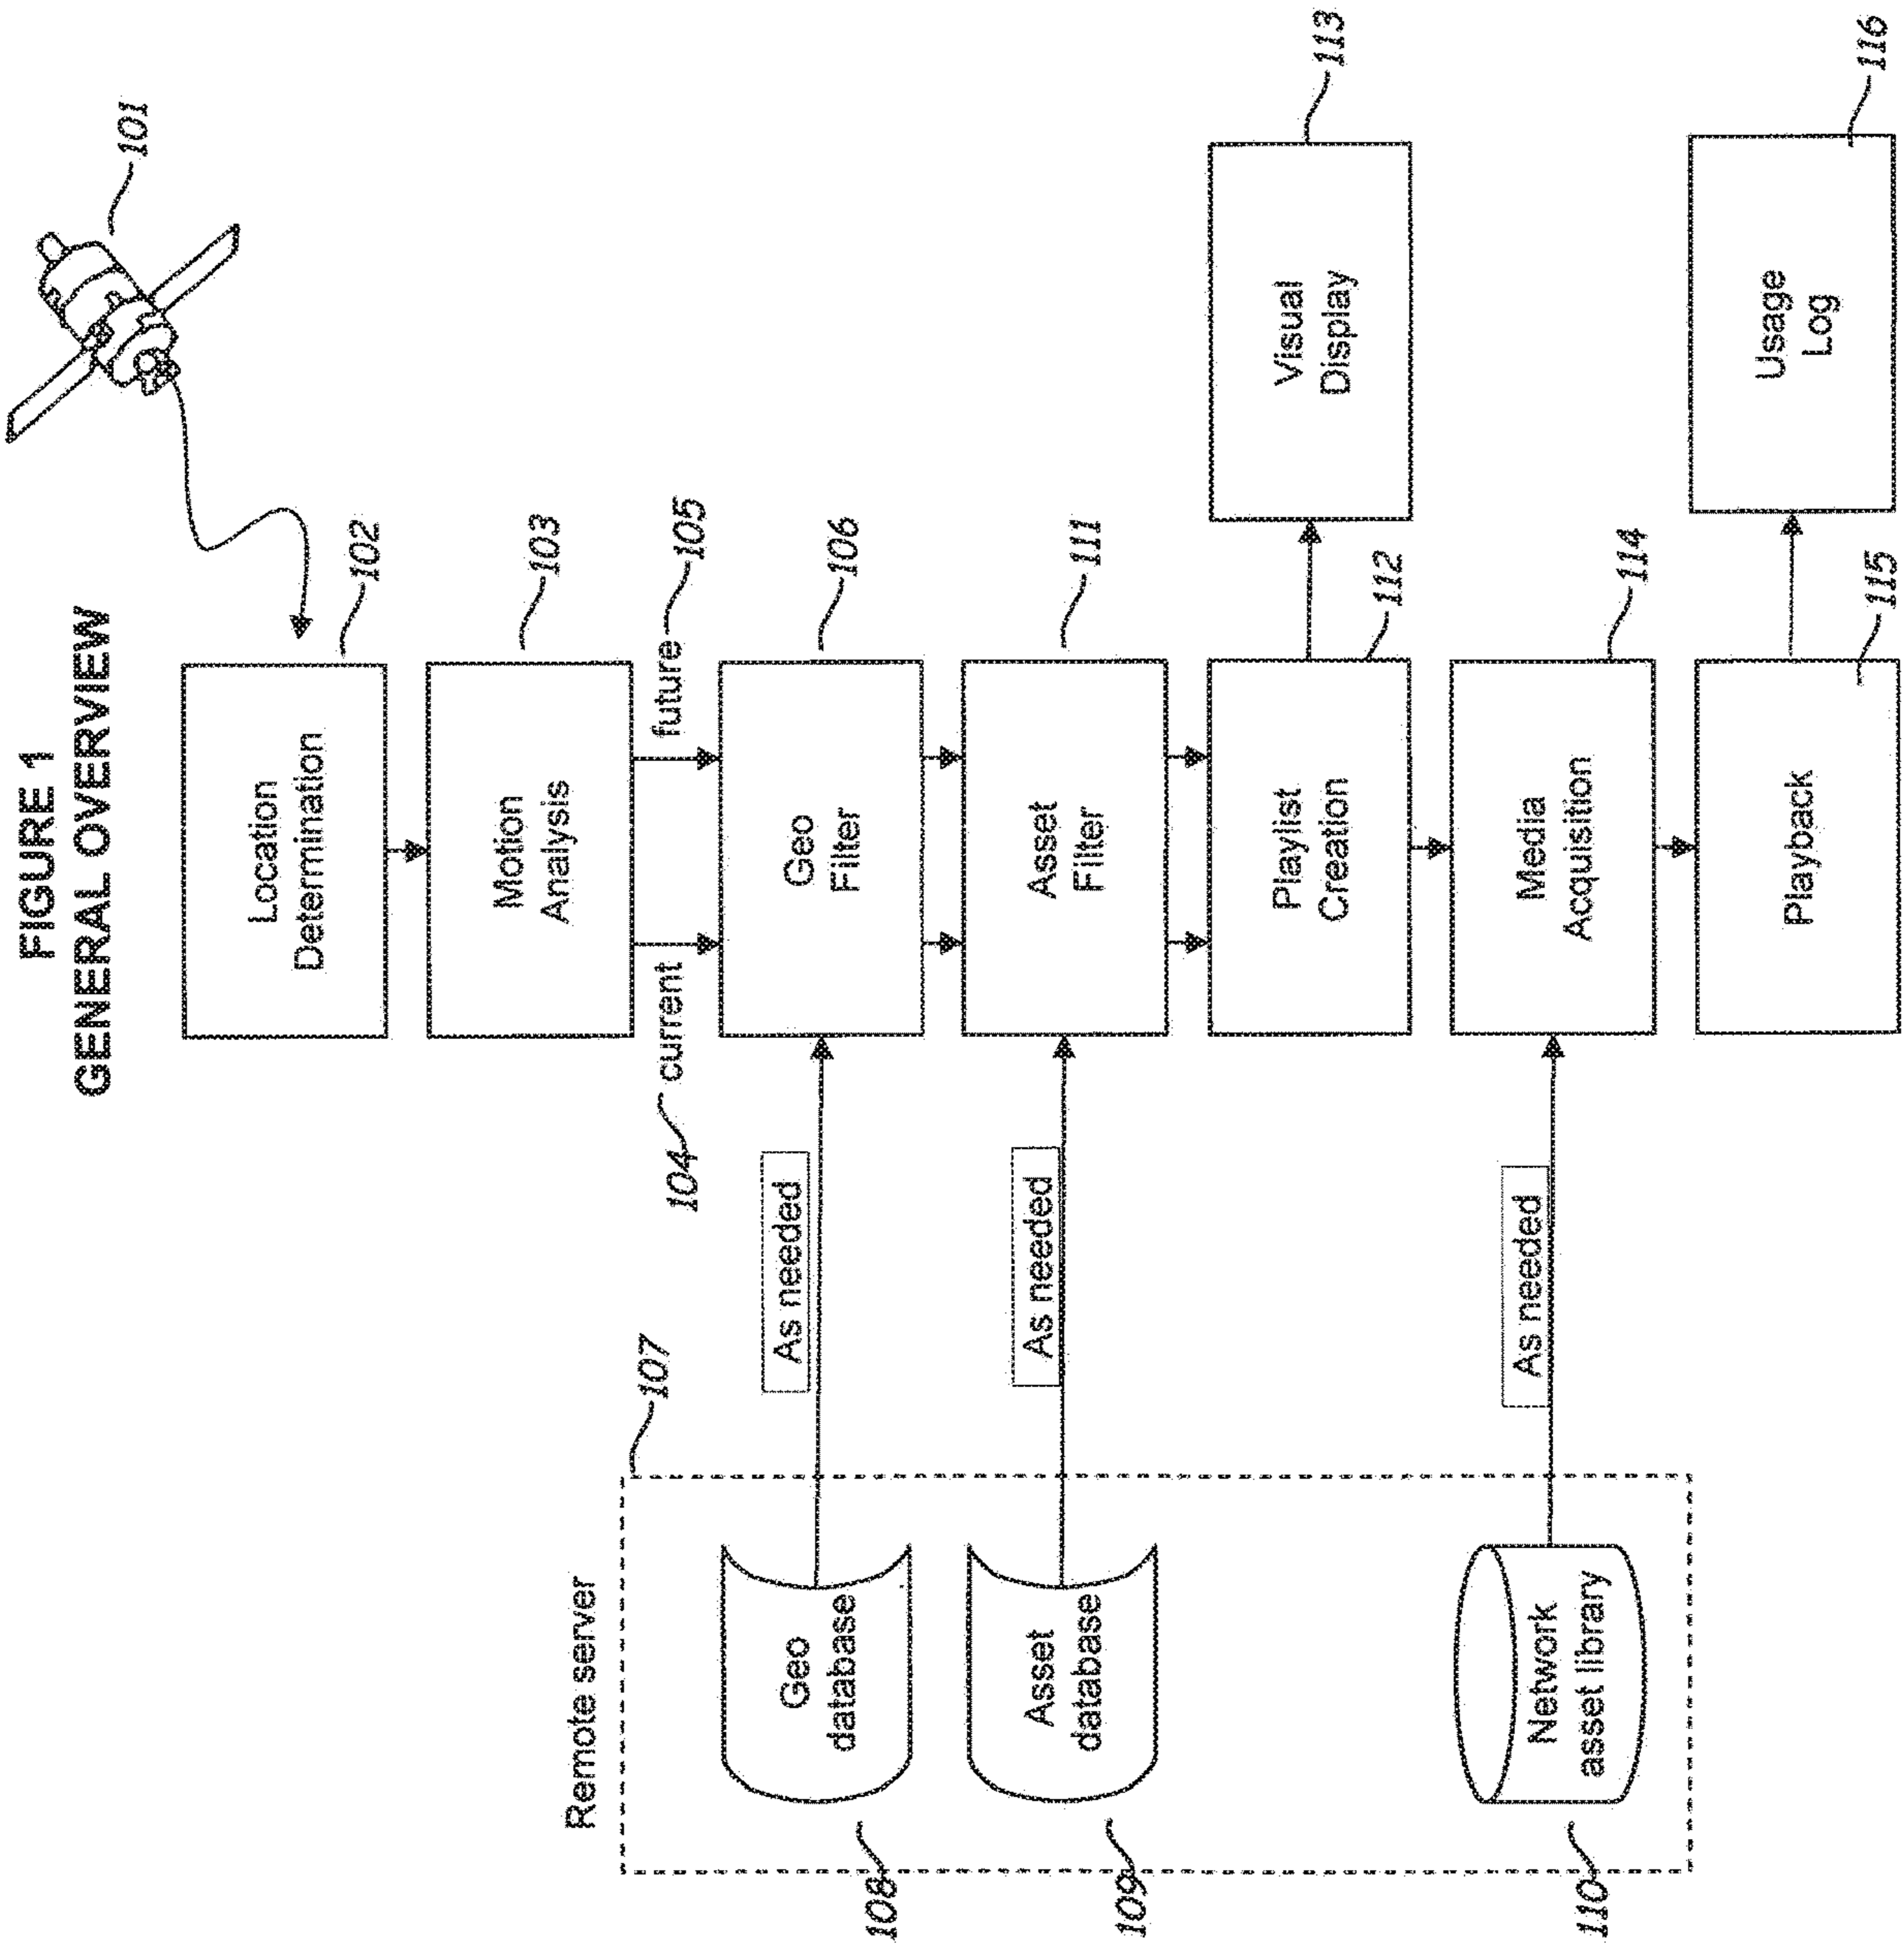 FIGURE 1
GENERAL OVERVIEW
101
Location
Determination
102
Motion
Analysis
103
104
current
future
105
Geo
Filter
106
Remote server
107
Geo
database
108
As needed
Asset
database
109
As needed
Asset
Filter
111
Playlist
Creation
112
Visual
Display
113
Network
asset library
110
As needed
Media
Acquisition
114
Playback
115
Usage
Log
116